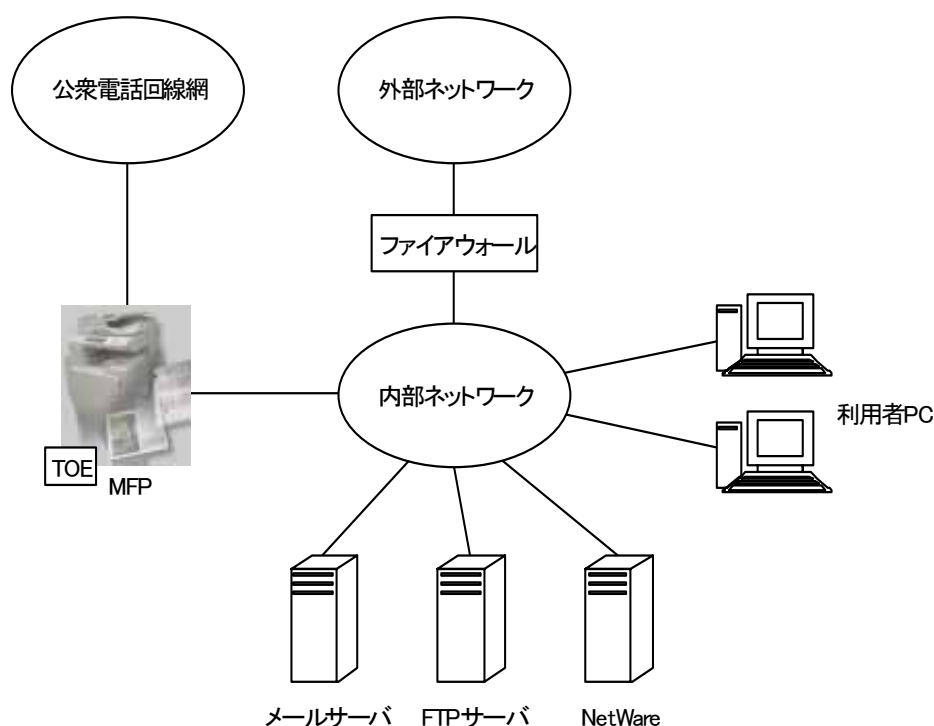 公衆電話回線網
外部ネットワーク
ファイアウォール
内部ネットワーク
利用者PC
TOE
MFP
メールサーバ
FTPサーバ
NetWare